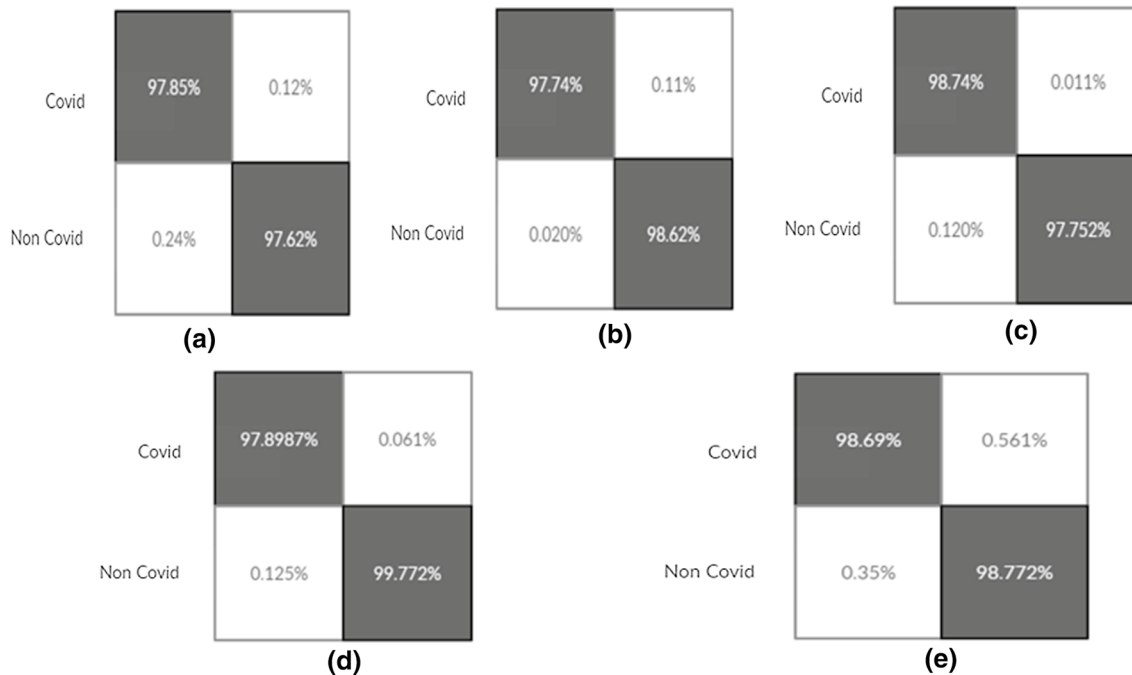 97.85% 0.12%
Covid
Non Covid
0.24% 97.62%
(a)
97.74% 0.11%
Covid
Non Covid
0.020% 98.62%
(b)
98.74% 0.011%
Covid
Non Covid
0.120% 97.752%
(c)
97.8987% 0.061%
Covid
Non Covid
0.125% 99.772%
(d)
98.69% 0.561%
Covid
Non Covid
0.35% 98.772%
(e)